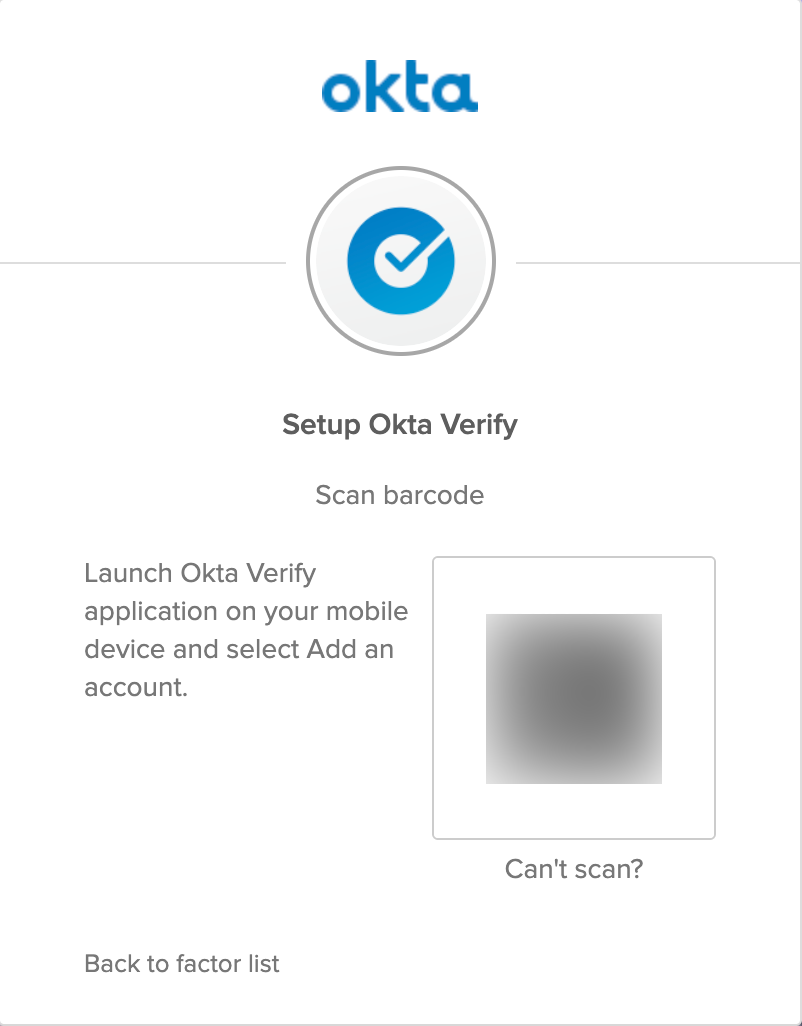 okta
Setup Okta Verify
Scan barcode
Launch Okta Verify
application on your mobile
device and select Add an
account.
Can't scan?
Back to factor list